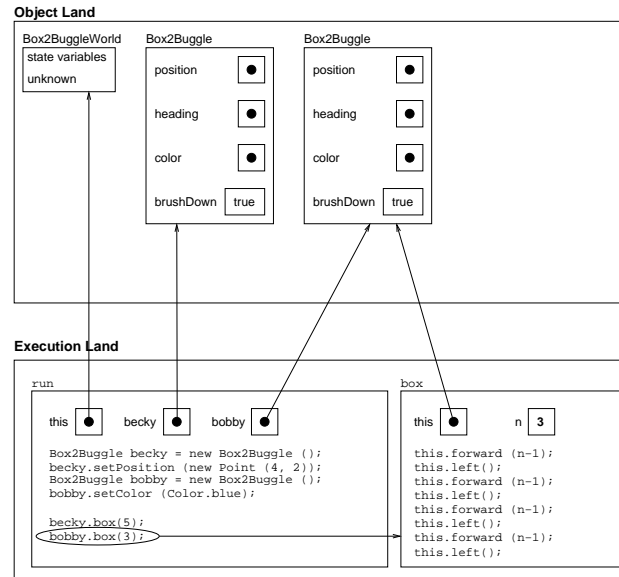 Object Land
Box2BuggleWorld
state variables
unknown
Box2Buggle
position
heading
color
brushDown true
Box2Buggle
position
heading
color
brushDown true
Execution Land
run
this becky bobby
Box2Buggle becky = new Box2Buggle ();
becky.setPosition (new Point (4, 2));
Box2Buggle bobby = new Box2Buggle ();
bobby.setColor (Color.blue);
becky.box(5);
bobby.box(3);
box
this n 3
this.forward (n-1);
this.left();
this.forward (n-1);
this.left();
this.forward (n-1);
this.left();
this.forward (n-1);
this.left();